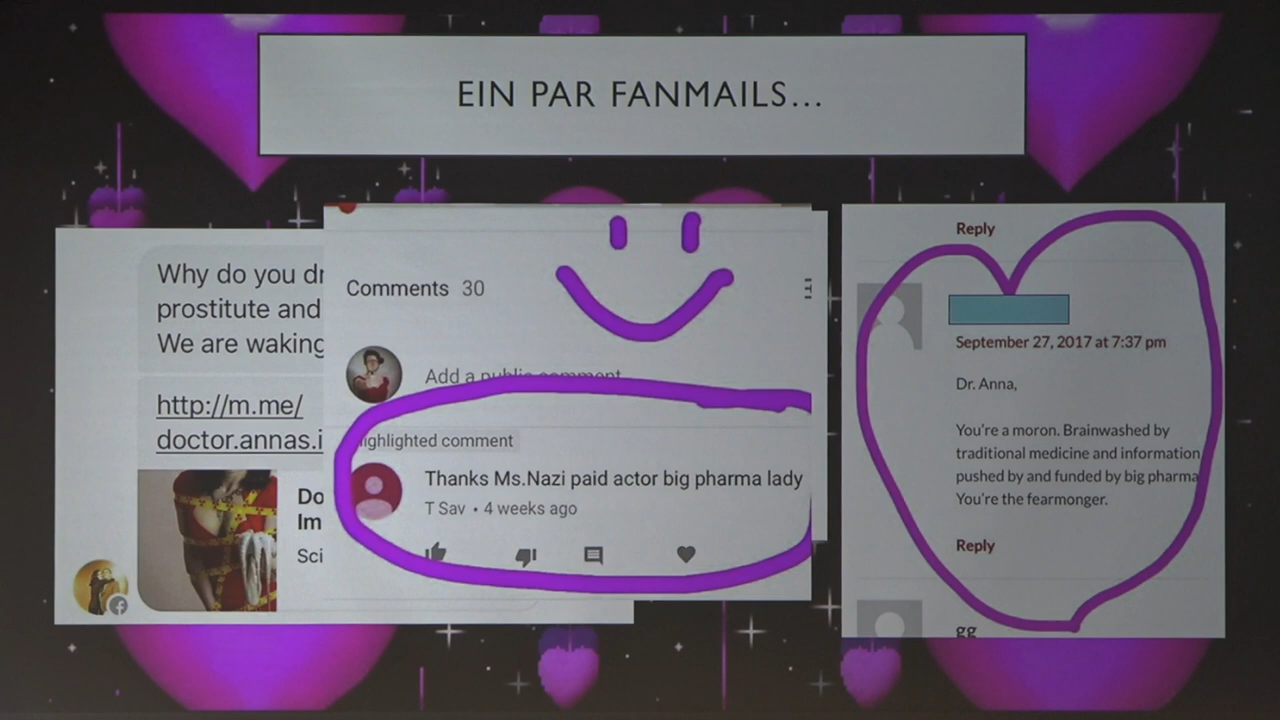 EIN PAR FANMAILS...
Why do you
prostitute and
We are waking
http://m.me/
doctor.annas.i
Do
Im
Sci
Comments 30
Add a public comment
ighlighted comment
Thanks Ms.Nazi paid actor big pharma lady
T Sav • 4 weeks ago
Reply
September 27, 2017 at 7:37 pm
Dr. Anna,
You're a moron. Brainwashed by
traditional medicine and information
pushed by and funded by big pharma
You're the fearmonger.
Reply
gg